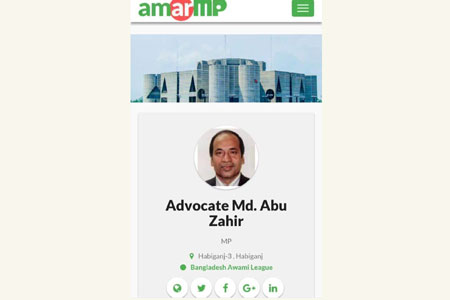 amarMP
Advocate Md. Abu
Zahir
MP
Habiganj-3 , Habiganj
Bangladesh Awami League